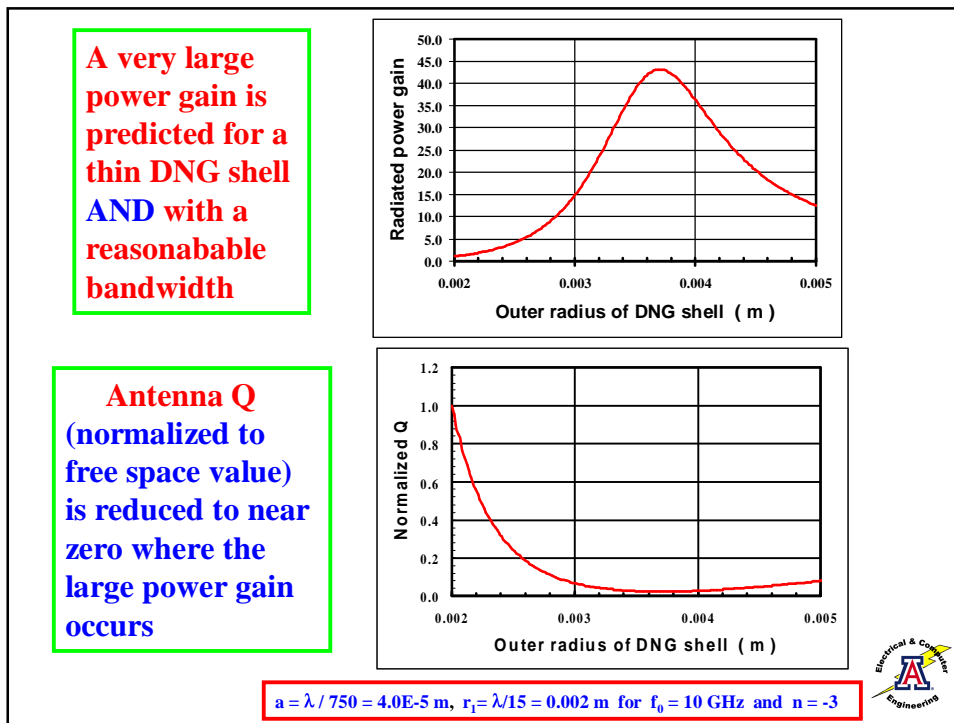 A very large
power gain is
predicted for a
thin DNG shell
AND with a
reasonabable
bandwidth
Radiated power gain
50.0
45.0
40.0
35.0
30.0
25.0
20.0
15.0
10.0
5.0
0.0
0.002 0.003 0.004 0.005
Outer radius of DNG shell ( m )
Antenna Q
(normalized to
free space value)
is reduced to near
zero where the
large power gain
occurs
Normalized Q
1.2
1.0
0.8
0.6
0.4
0.2
0.0
0.002 0.003 0.004 0.005
Outer radius of DNG shell ( m )
a = λ / 750 = 4.0E-5 m, r₁= λ/15 = 0.002 m for f₀ = 10 GHz and n = -3
Electrical & Computer
A
Engineering